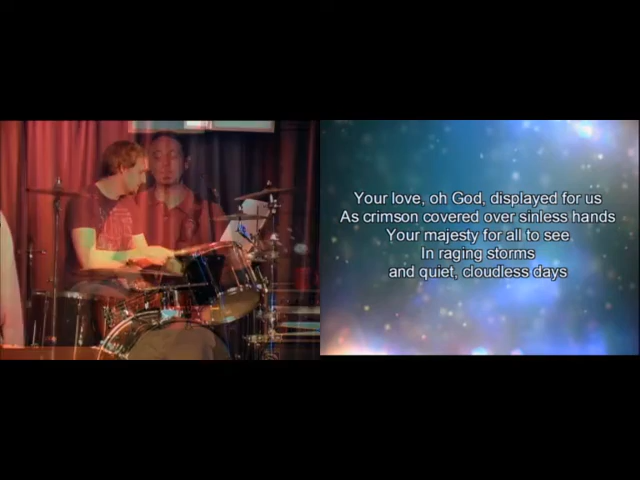 Your love, oh God, displayed for us
As crimson covered over sinless hands
Your majesty for all to see
In raging storms
and quiet, cloudless days